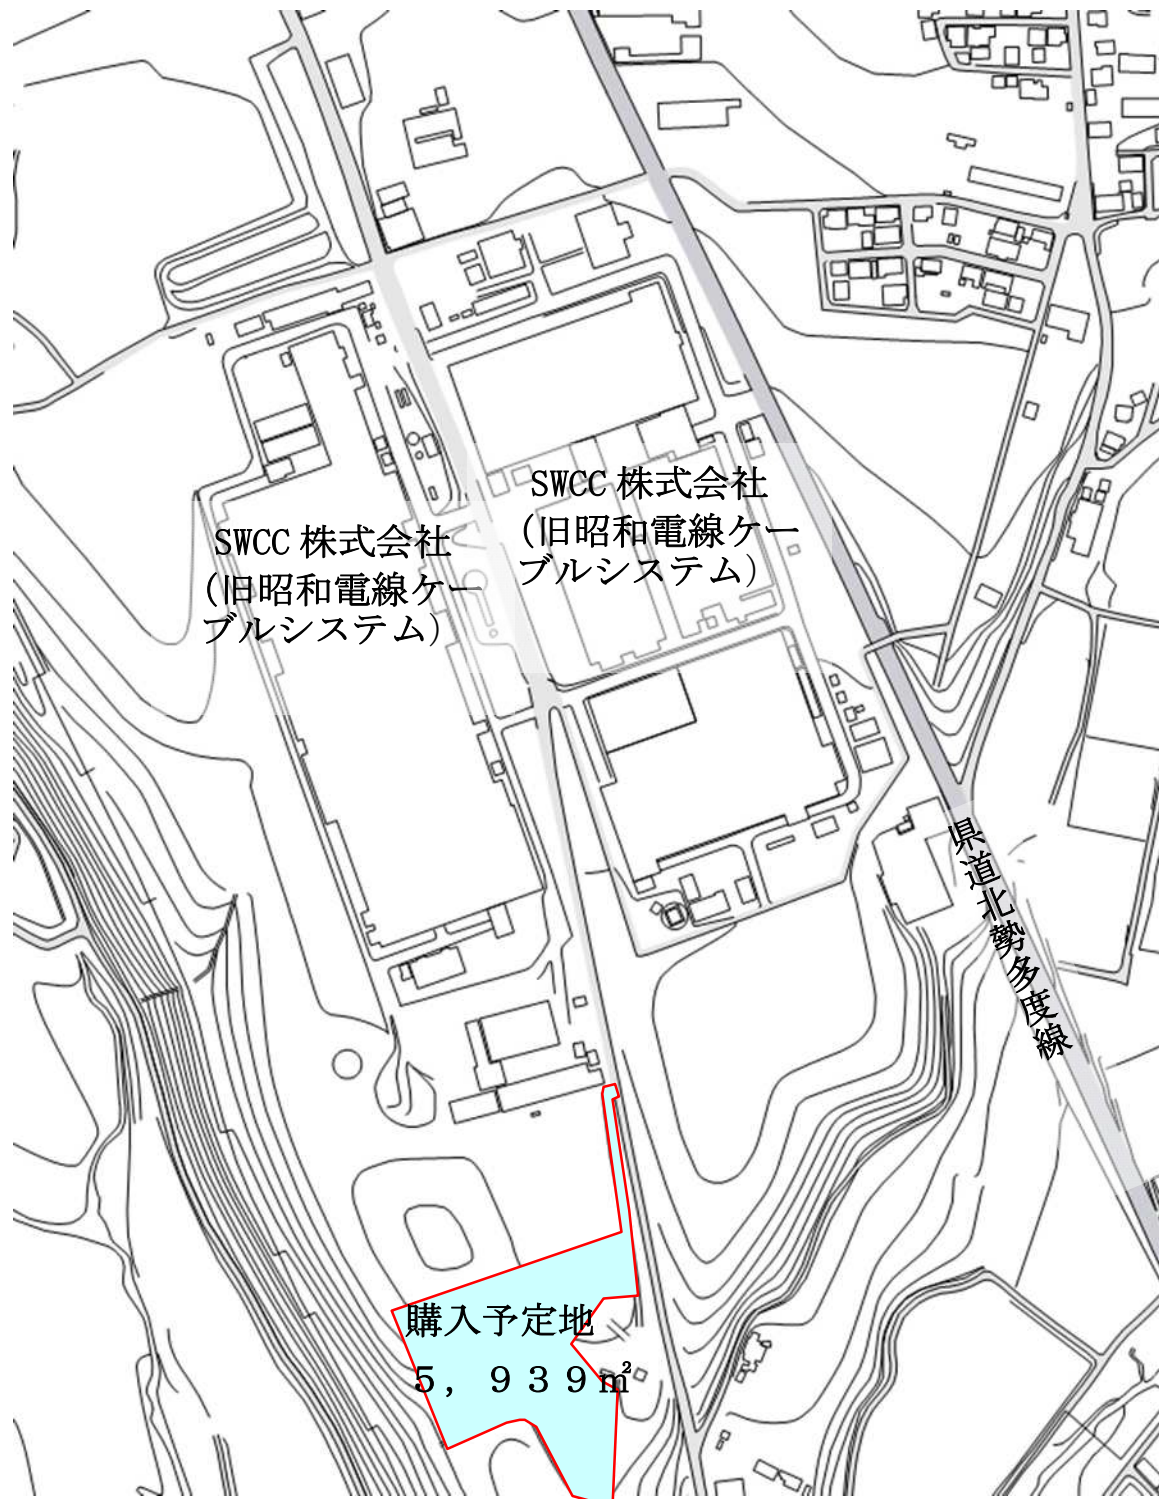 SWCC 株式会社
(旧昭和電線ケー
ブルシステム)
SWCC 株式会社
(旧昭和電線ケー
ブルシステム)
県道北勢多度線
購入予定地
５，９３９㎡